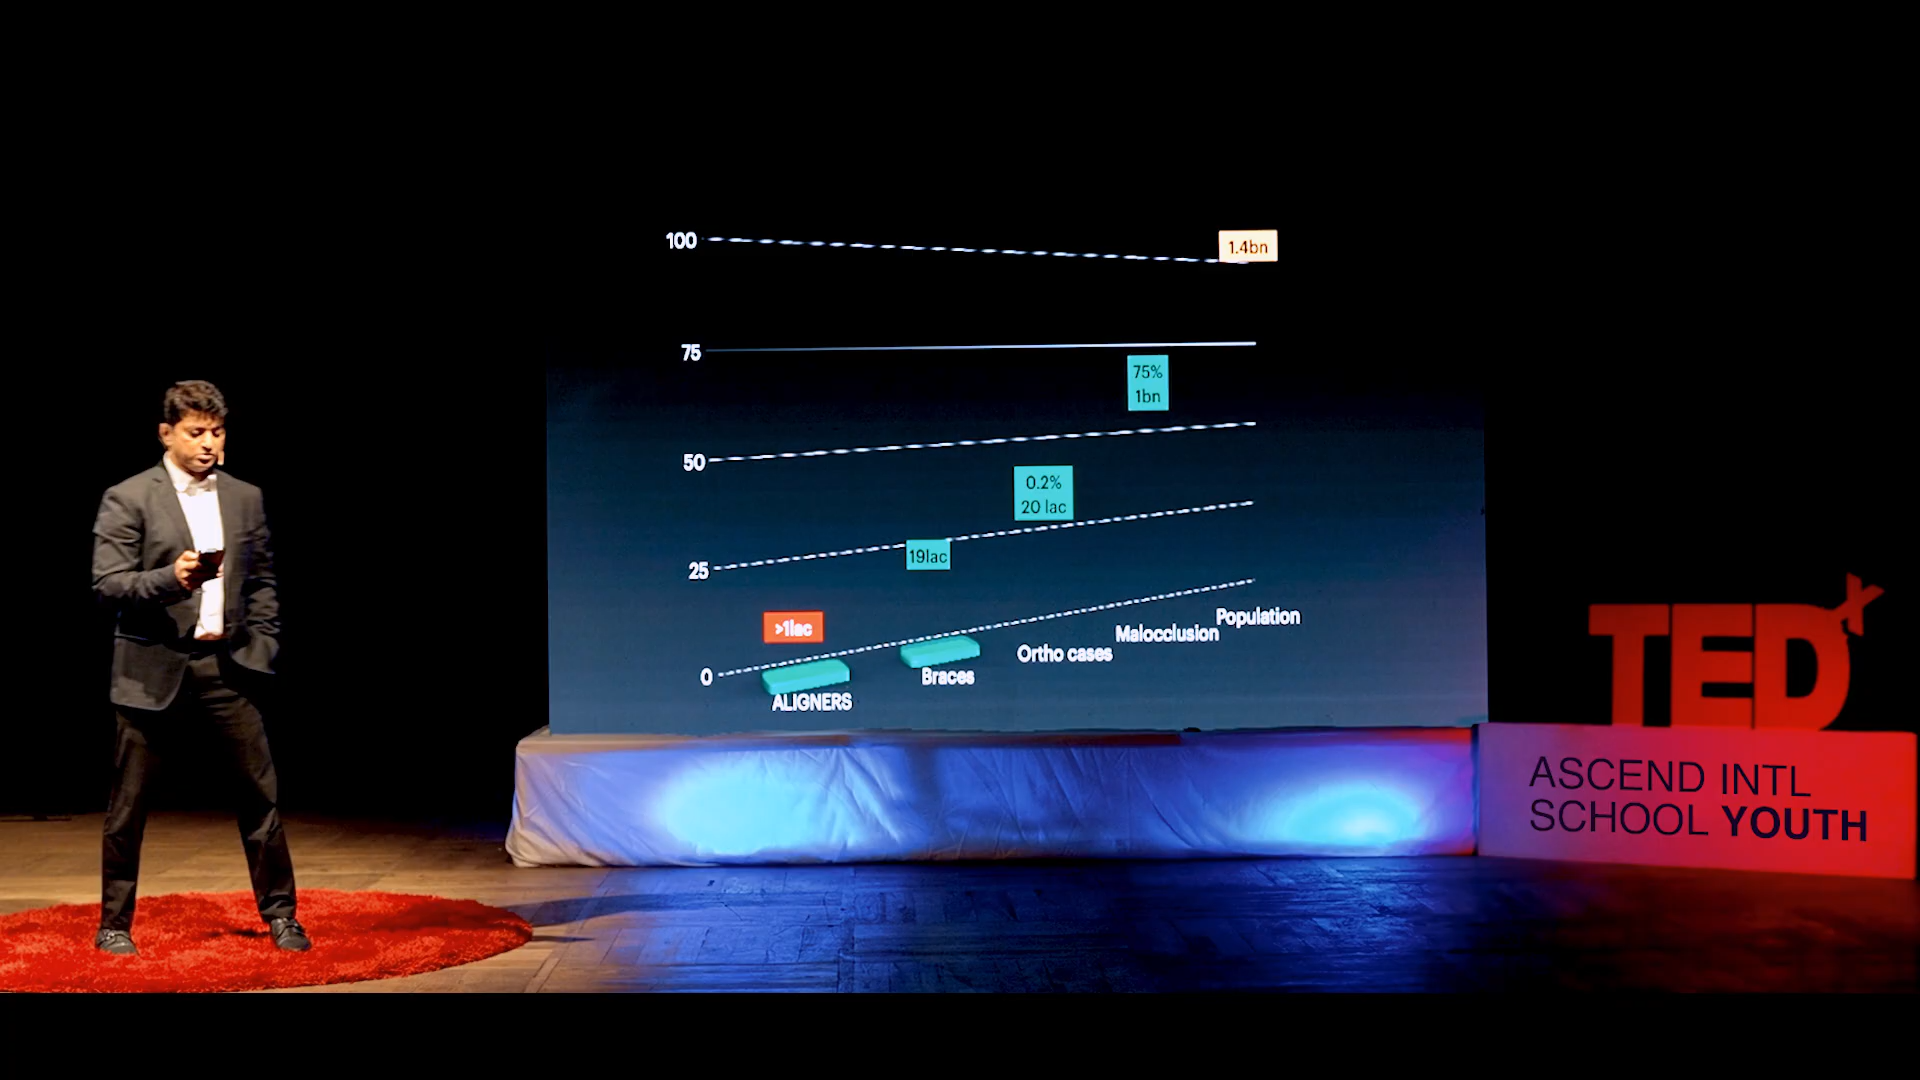 100
1.4bn
75
75%
1bn
50
0.2%
20 lac
25
19lac
>1lac
0
Population
Malocclusion
Ortho cases
Braces
ALIGNERS
TEDx
ASCEND INTL
SCHOOL YOUTH